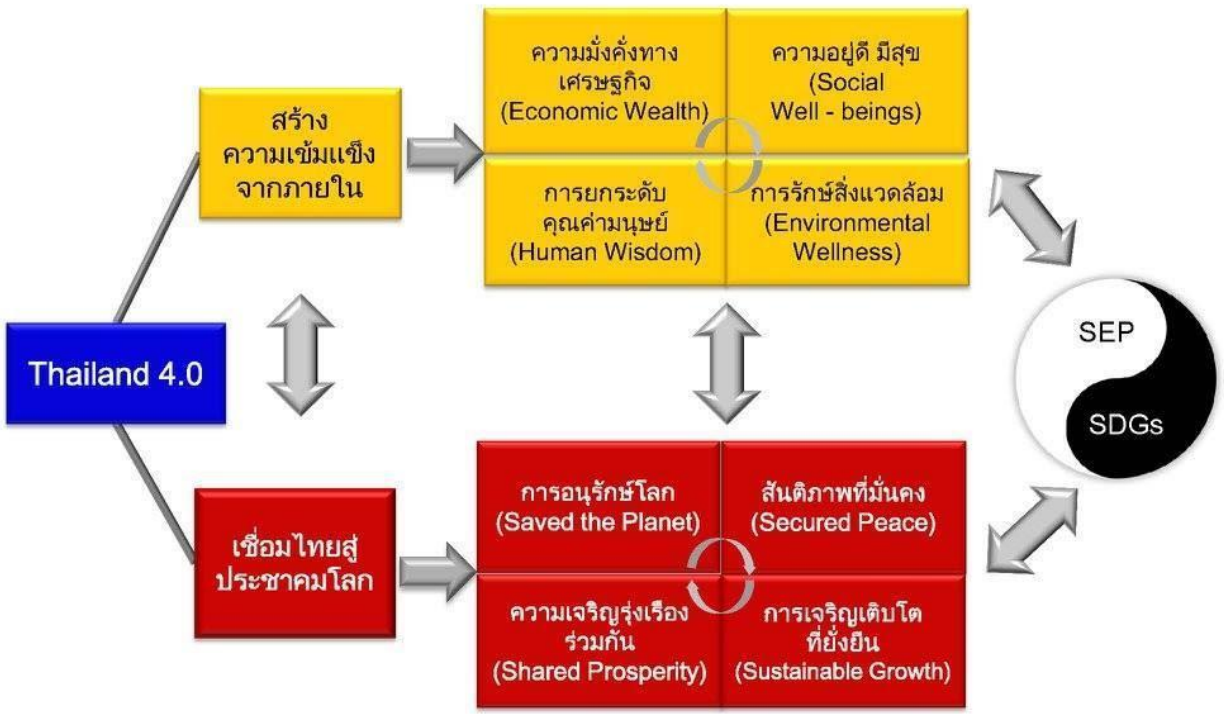 Thailand 4.0
สร้าง
ความเข้มแข็ง
จากภายใน
ความมั่งคั่งทาง
เศรษฐกิจ
(Economic Wealth)
ความอยู่ดี มีสุข
(Social
Well - beings)
การยกระดับ
คุณค่ามนุษย์
(Human Wisdom)
การรักษ์สิ่งแวดล้อม
(Environmental
Wellness)
เชื่อมไทยสู่
ประชาคมโลก
การอนุรักษ์โลก
(Saved the Planet)
สันติภาพที่มั่นคง
(Secured Peace)
ความเจริญรุ่งเรือง
ร่วมกัน
(Shared Prosperity)
การเจริญเติบโต
ที่ยั่งยืน
(Sustainable Growth)
SEP
SDGs